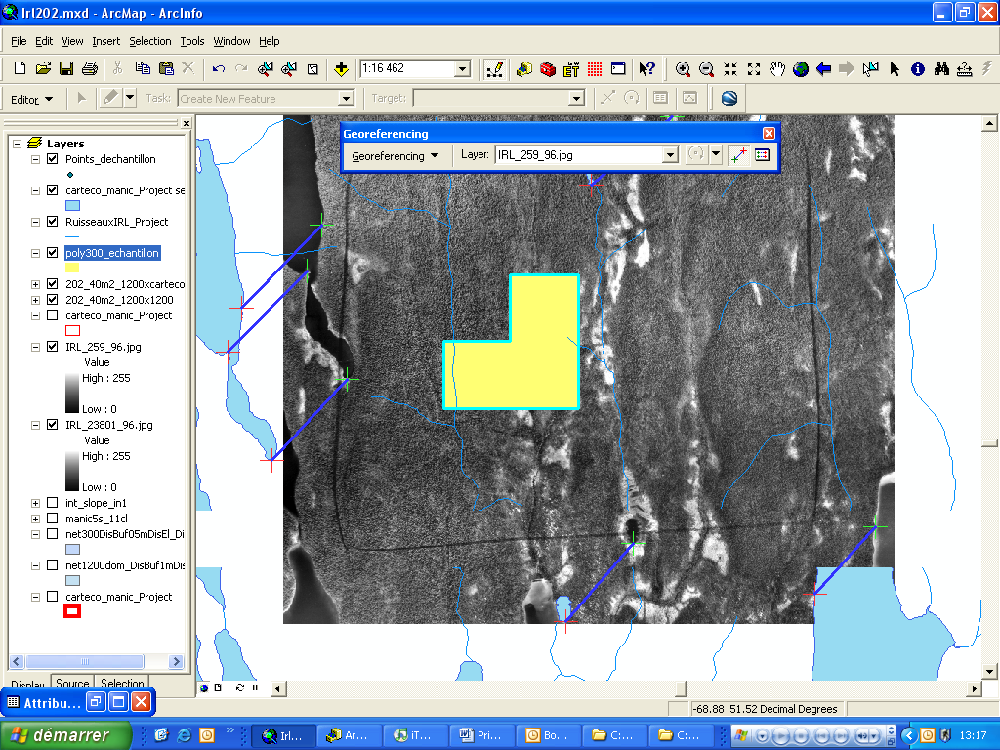 Irl202.mxd - ArcMap - ArcInfo
File Edit View Insert Selection Tools Window Help
1:16 462
Editor Task: Create New Feature Target:
Georeferencing
Georeferencing Layer: IRL_259_96.jpg
Layers
Points_dechantillon
carteco_manic_Project se
RuisseauxIRL_Project
poly300_echantillon
202_40m2_1200xcarteco
202_40m2_1200x1200
carteco_manic_Project
IRL_259_96.jpg
Value
High : 255
Low : 0
IRL_23801_96.jpg
Value
High : 255
Low : 0
int_slope_in1
manic5s_11cl
net300DisBuf05mDisEl_Di
net1200dom_DisBuf1mDis
carteco_manic_Project
Display Source Selection
Attribu...
-68.88 51.52 Decimal Degrees
démarrer
Irl...
Ar...
iT...
Pri...
Bo...
C:...
C:...
13:17